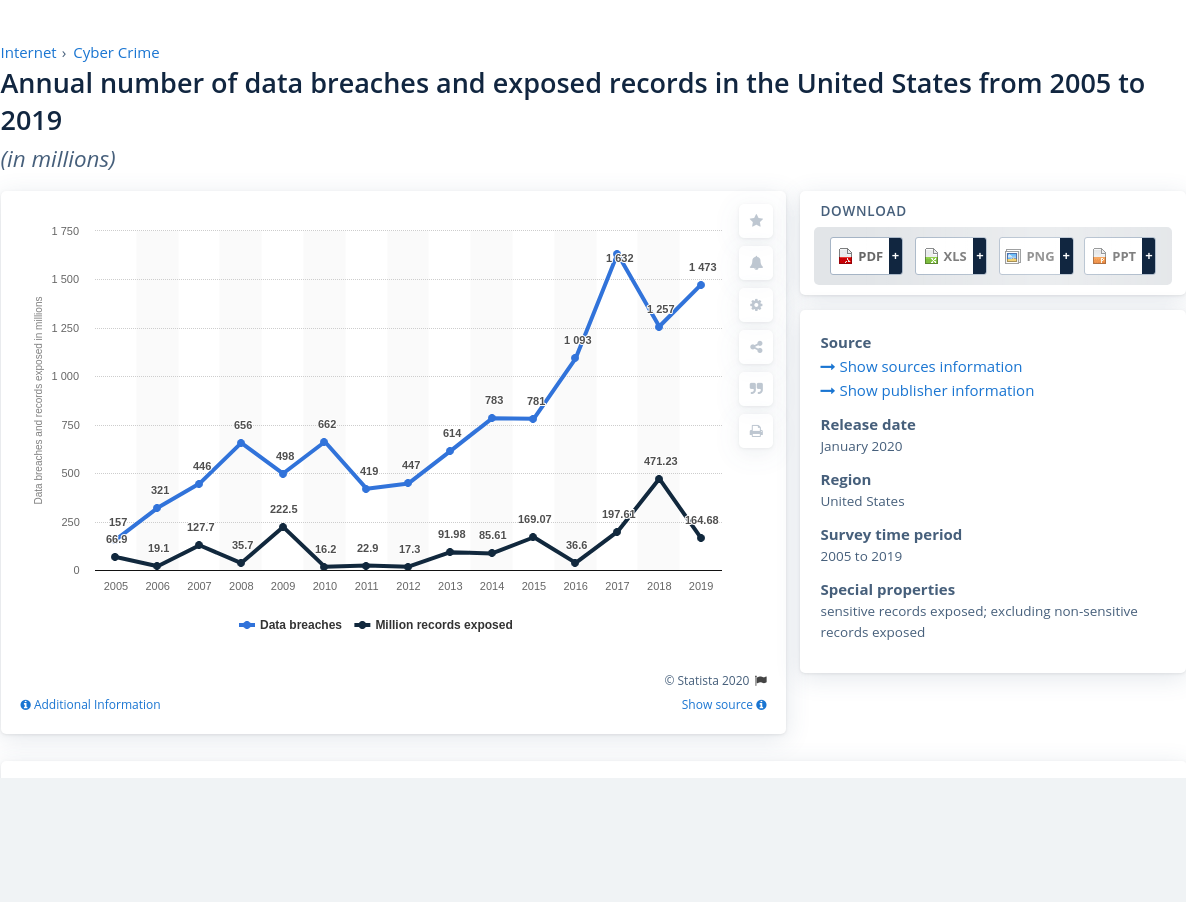 Internet › Cyber Crime
Annual number of data breaches and exposed records in the United States from 2005 to
2019
(in millions)
Data breaches and records exposed in millions
1 750
1 500
1 250
1 000
750
500
250
0
157
321
446
656
498
662
419
447
614
783
781
1 093
1 632
1 257
1 473
66.9
19.1
127.7
35.7
222.5
16.2
22.9
17.3
91.98
85.61
169.07
36.6
197.61
471.23
164.68
2005 2006 2007 2008 2009 2010 2011 2012 2013 2014 2015 2016 2017 2018 2019
Data breaches Million records exposed
© Statista 2020
Additional Information
Show source
DOWNLOAD
PDF + XLS + PNG + PPT +
Source
Show sources information
Show publisher information
Release date
January 2020
Region
United States
Survey time period
2005 to 2019
Special properties
sensitive records exposed; excluding non-sensitive
records exposed